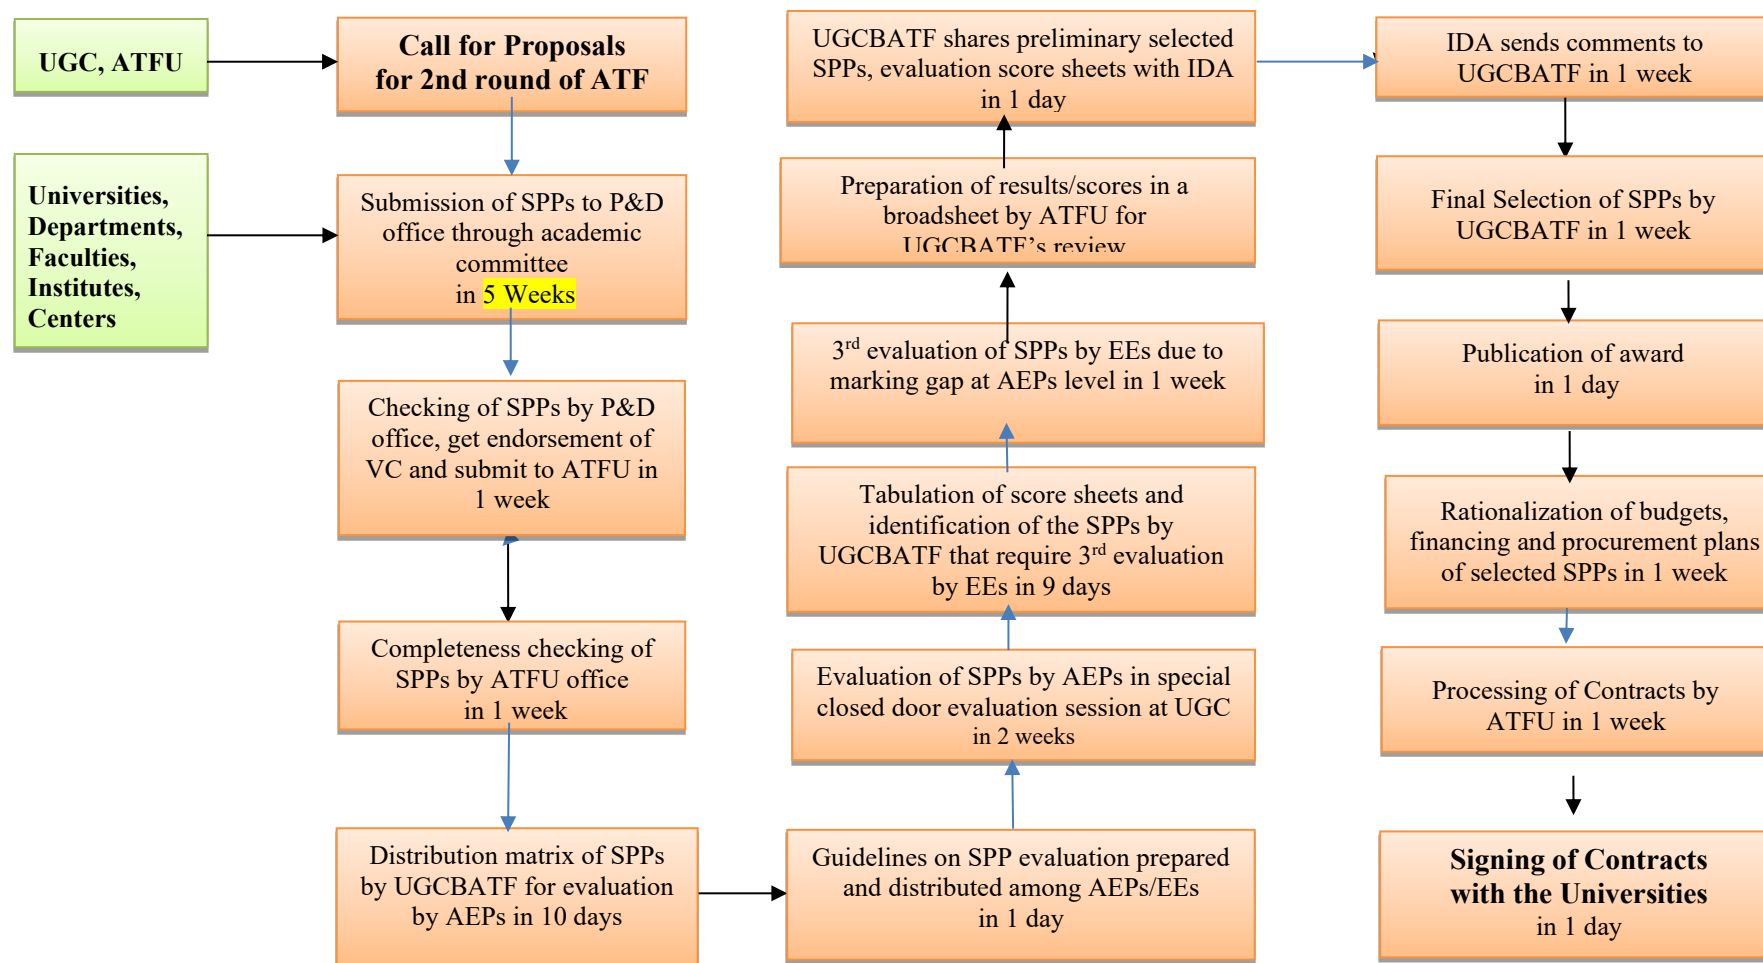 UGC, ATFU
Call for Proposals
for 2nd round of ATF
Universities,
Departments,
Faculties,
Institutes,
Centers
Submission of SPPs to P&D
office through academic
committee
in 5 Weeks
Checking of SPPs by P&D
office, get endorsement of
VC and submit to ATFU in
1 week
Completeness checking of
SPPs by ATFU office
in 1 week
Distribution matrix of SPPs
by UGCBATF for evaluation
by AEPs in 10 days
Guidelines on SPP evaluation prepared
and distributed among AEPs/EEs
in 1 day
Evaluation of SPPs by AEPs in special
closed door evaluation session at UGC
in 2 weeks
Tabulation of score sheets and
identification of the SPPs by
UGCBATF that require 3rd evaluation
by EEs in 9 days
3rd evaluation of SPPs by EEs due to
marking gap at AEPs level in 1 week
Preparation of results/scores in a
broadsheet by ATFU for
UGCBATF's review
UGCBATF shares preliminary selected
SPPs, evaluation score sheets with IDA
in 1 day
IDA sends comments to
UGCBATF in 1 week
Final Selection of SPPs by
UGCBATF in 1 week
Publication of award
in 1 day
Rationalization of budgets,
financing and procurement plans
of selected SPPs in 1 week
Processing of Contracts by
ATFU in 1 week
Signing of Contracts
with the Universities
in 1 day